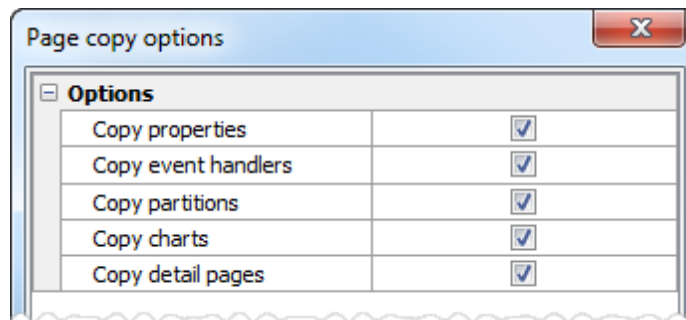 Page copy options
Options
Copy properties
Copy event handlers
Copy partitions
Copy charts
Copy detail pages